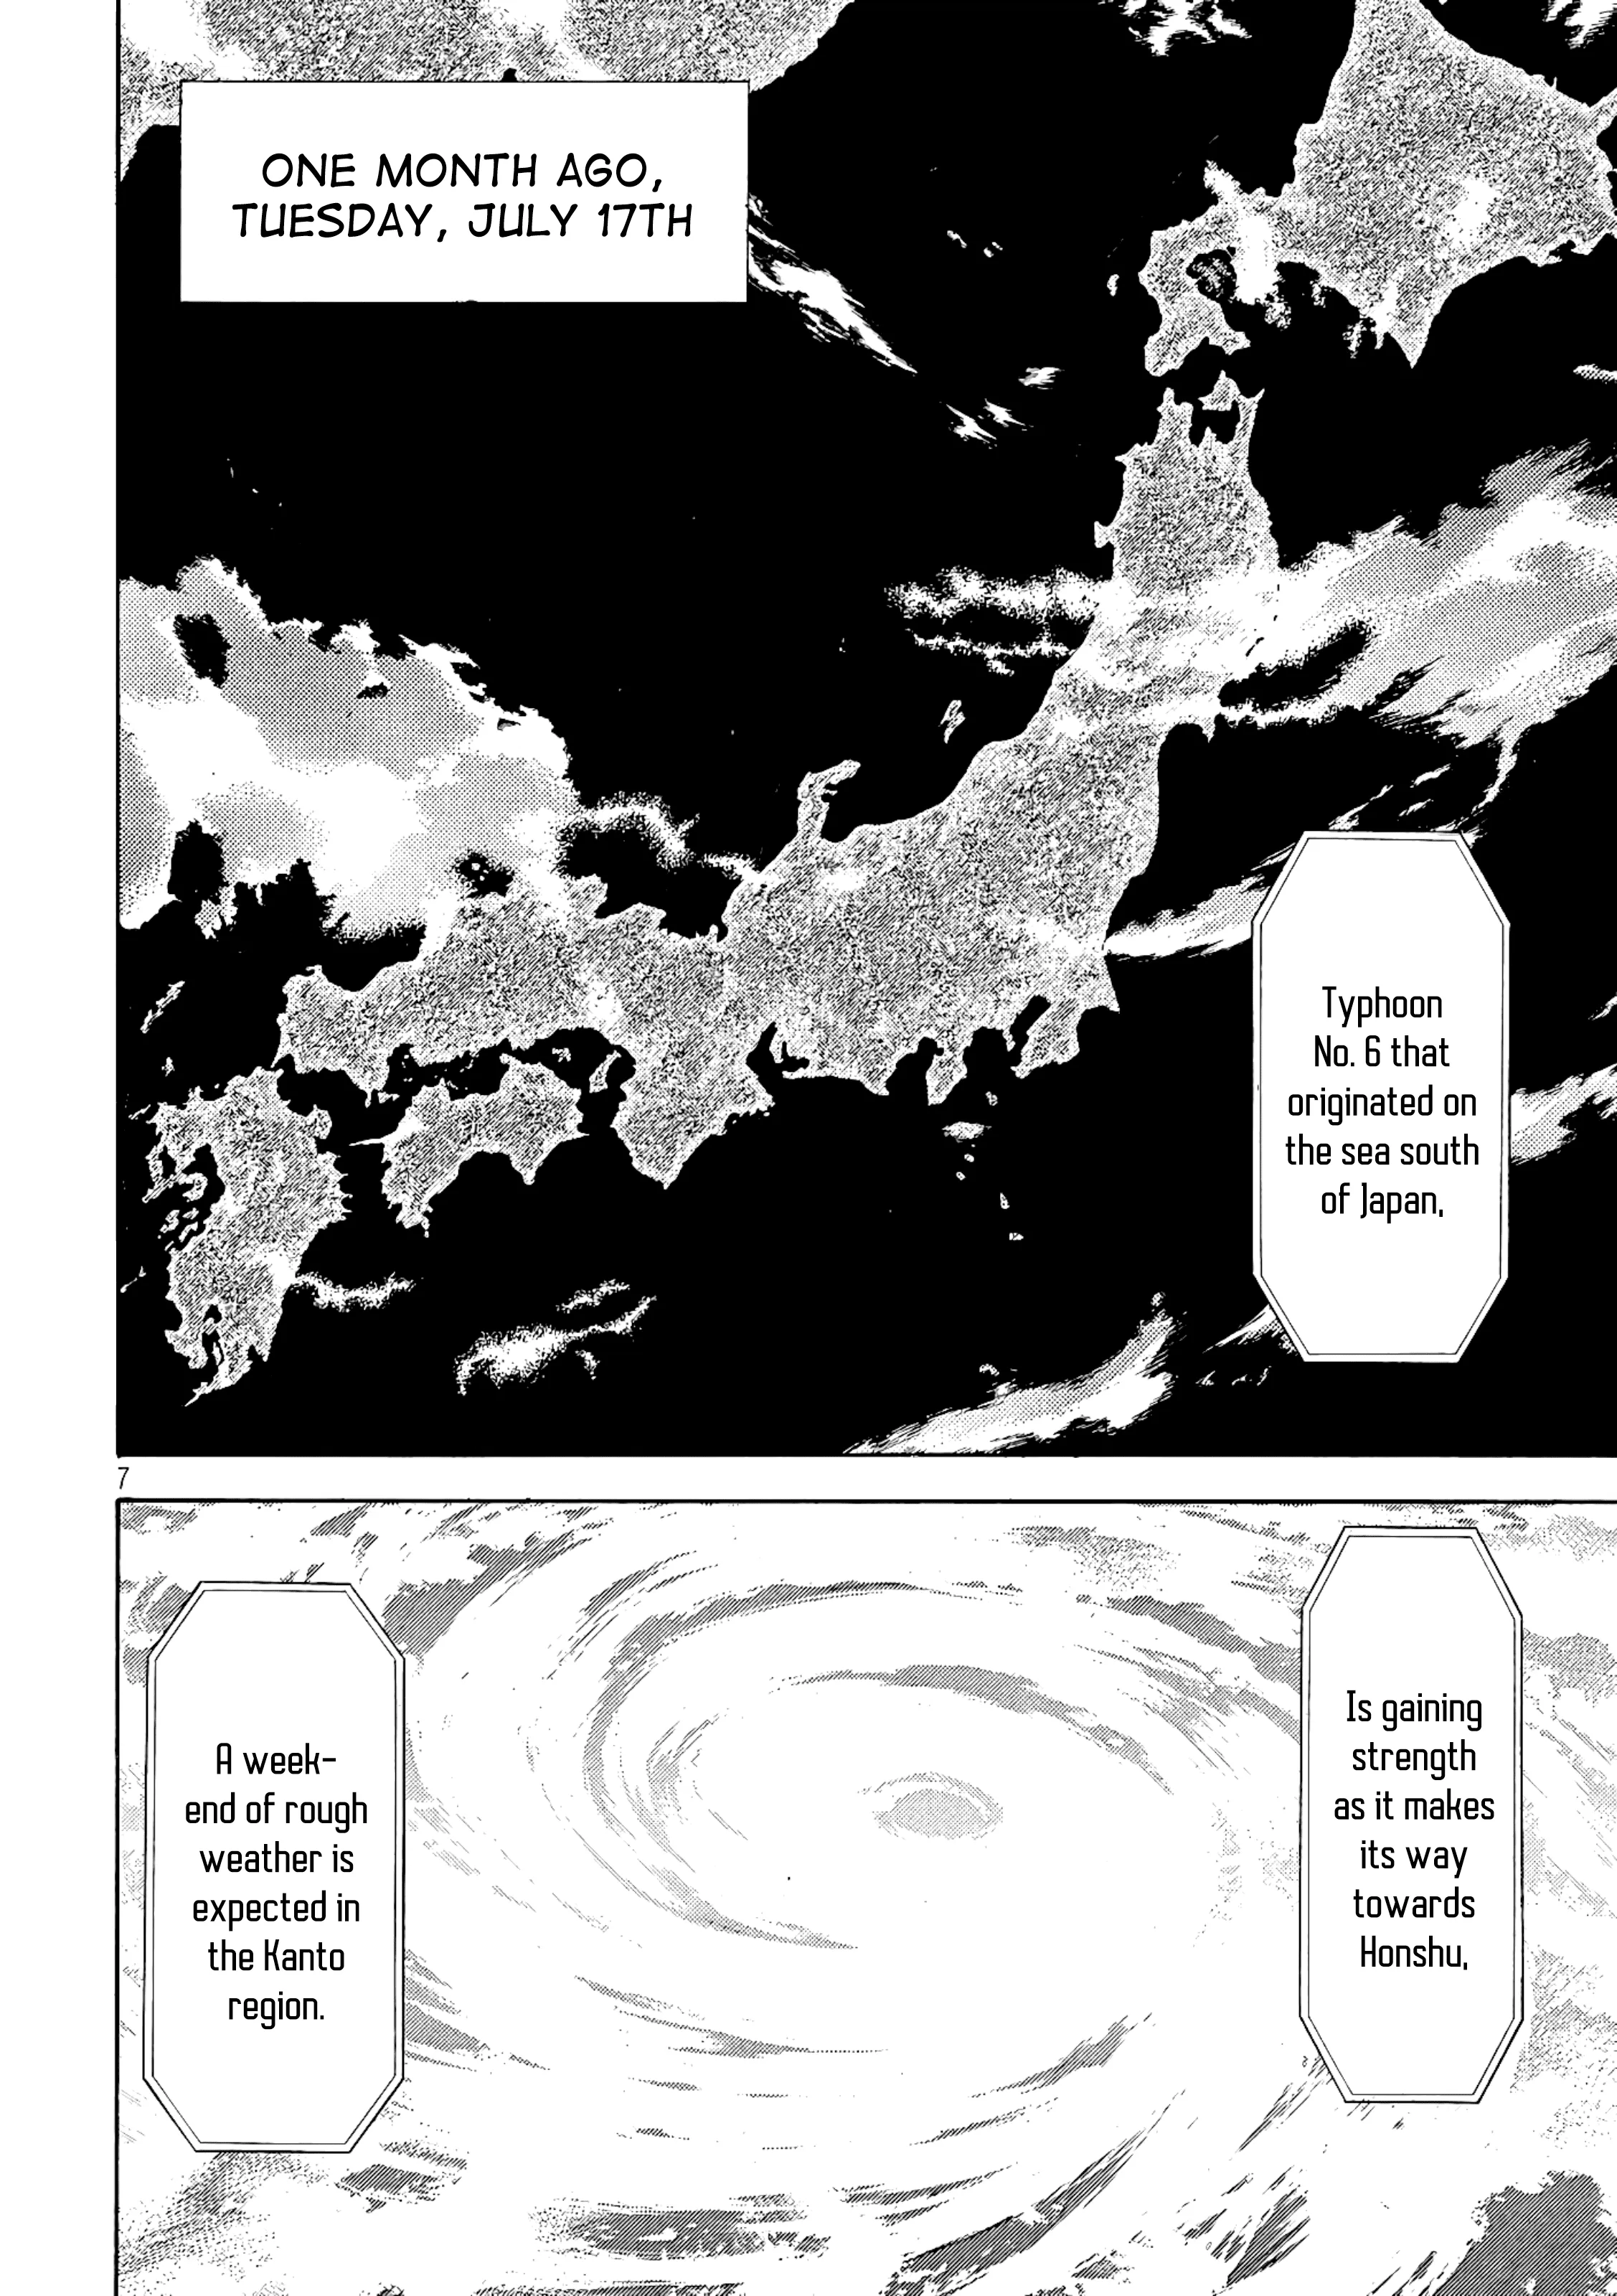 ONE MONTH AGO,
TUESDAY, JULY 17TH
Typhoon
No. 6 that
originated on
the sea south
of Japan,
7
Is gaining
strength
as it makes
its way
towards
Honshu,
A week-
end of rough
weather is
expected in
the Kanto
region.